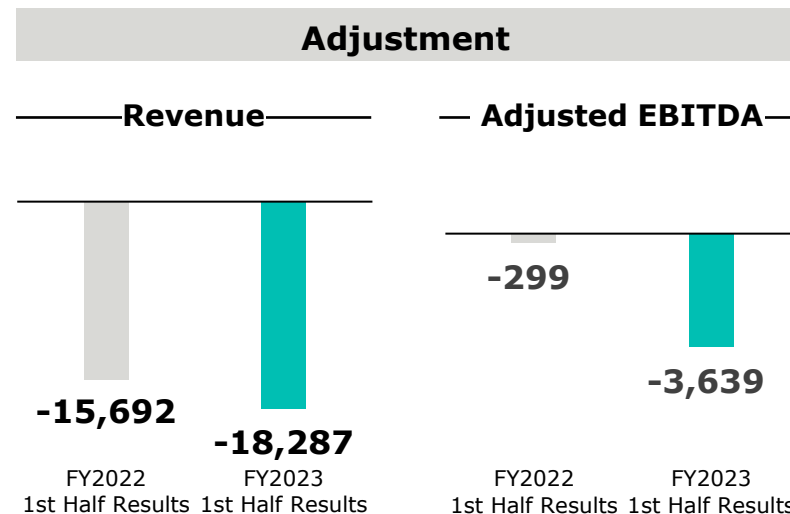 Adjustment
Revenue
Adjusted EBITDA
-15,692
-18,287
-299
-3,639
FY2022
1st Half Results
FY2023
1st Half Results
FY2022
1st Half Results
FY2023
1st Half Results